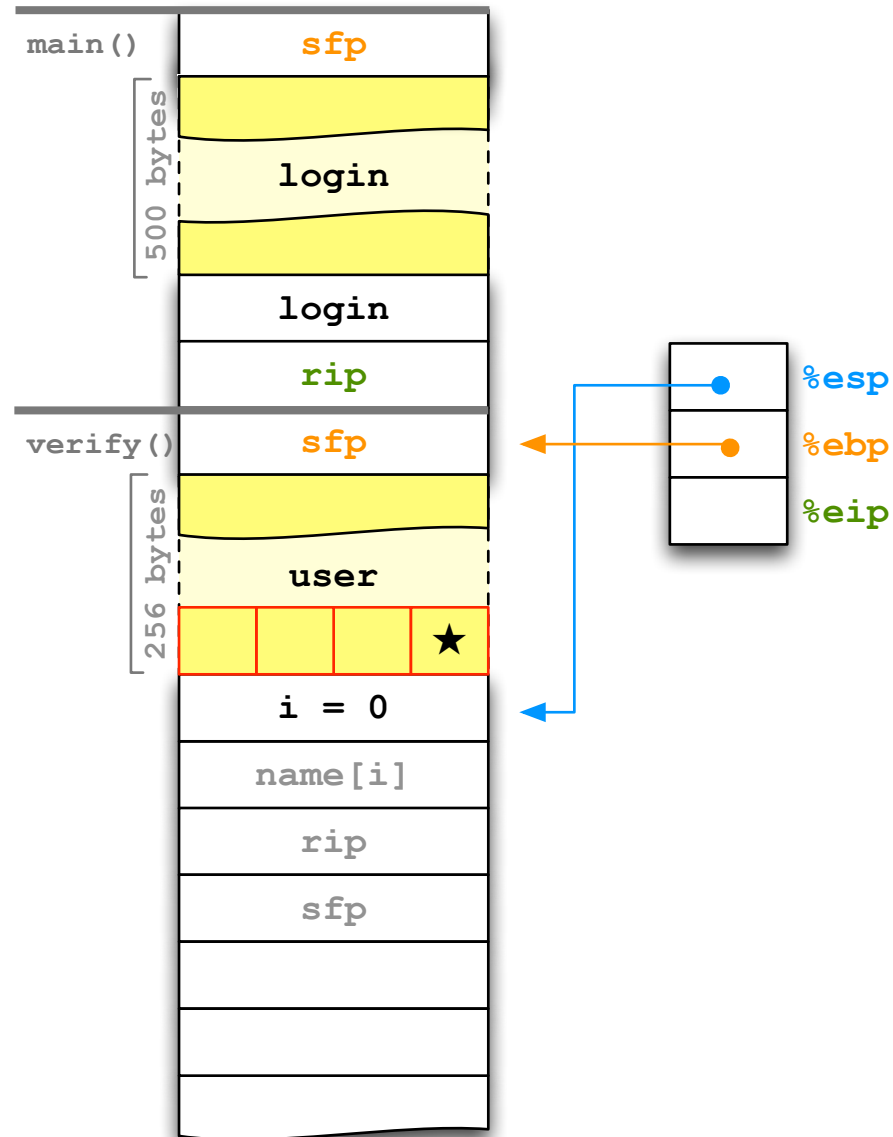 main()
sfp
500 bytes
login
login
rip
%esp
verify()
sfp
%ebp
%eip
256 bytes
user
★
i = 0
name[i]
rip
sfp